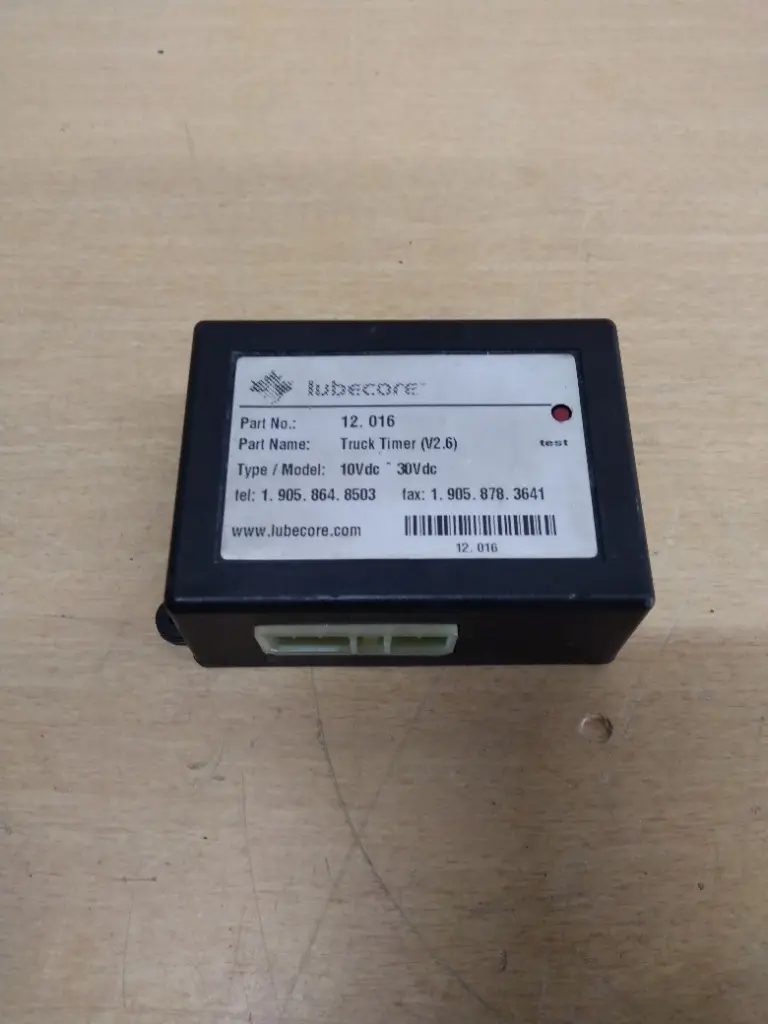 lubecore™
Part No.: 12. 016
Part Name: Truck Timer (V2.6)
test
Type / Model: 10Vdc ~ 30Vdc
tel: 1. 905. 864. 8503 fax: 1. 905. 878. 3641
www.lubecore.com
12. 016